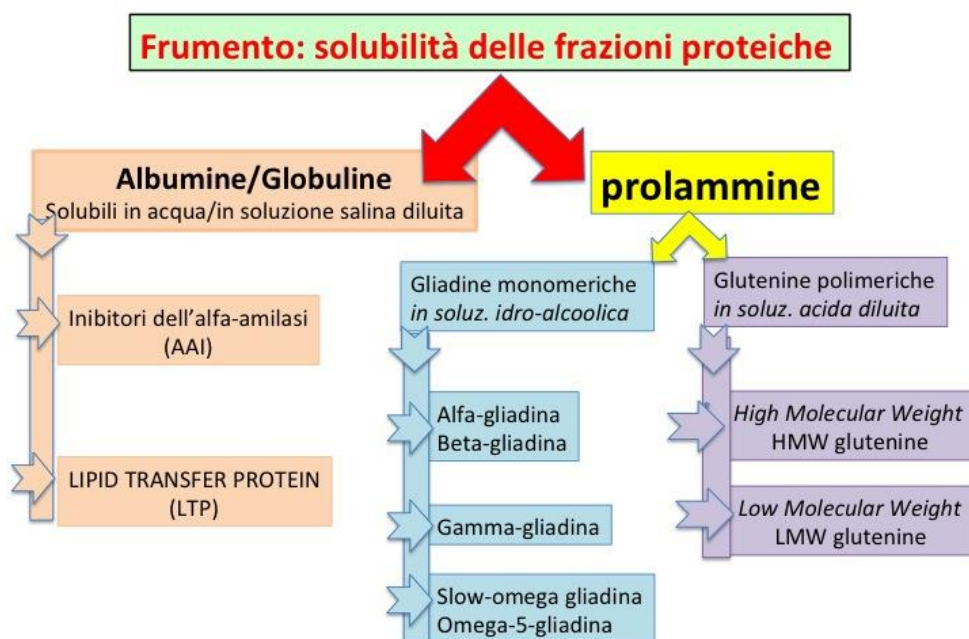 Frumento: solubilità delle frazioni proteiche
Albumine/Globuline
Solubili in acqua/in soluzione salina diluita
Inibitori dell'alfa-amilasi
(AAI)
LIPID TRANSFER PROTEIN
(LTP)
prolammine
Gliadine monomeriche
in soluz. idro-alcoolica
Alfa-gliadina
Beta-gliadina
Gamma-gliadina
Slow-omega gliadina
Omega-5-gliadina
Glutenine polimeriche
in soluz. acida diluita
High Molecular Weight
HMW glutenine
Low Molecular Weight
LMW glutenine